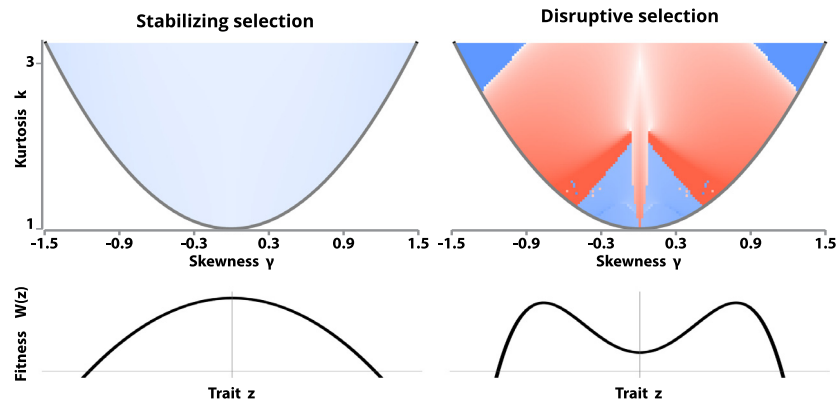 Stabilizing selection
Disruptive selection
3
Kurtosis k
1
-1.5 -0.9 -0.3 0.3 0.9 1.5
-1.5 -0.9 -0.3 0.3 0.9 1.5
Skewness γ
Skewness γ
Fitness W(z)
Trait z
Trait z